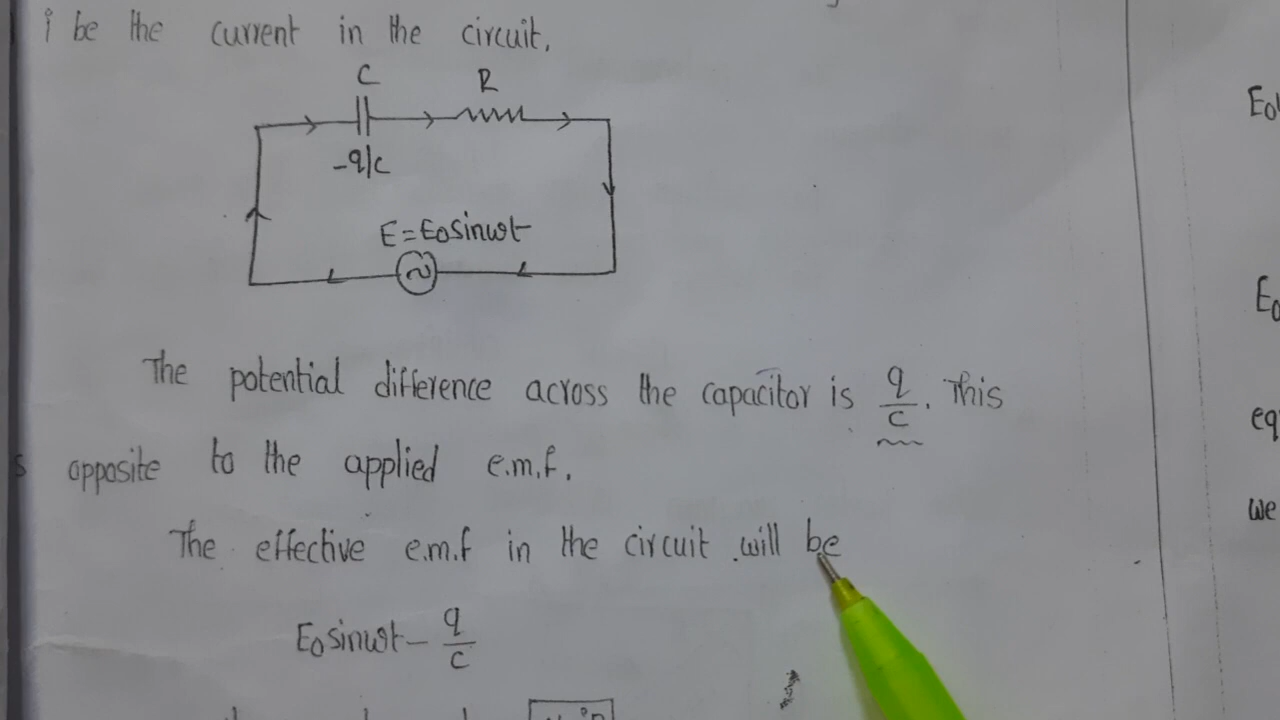 i be the current in the circuit.
C
R
-q/c
E=E0sinωt
The potential difference across the capacitor is q/c. This
opposite to the applied e.m.f.
The effective e.m.f in the circuit will be
E0sinωt - q/c
E0
E0
eq
we